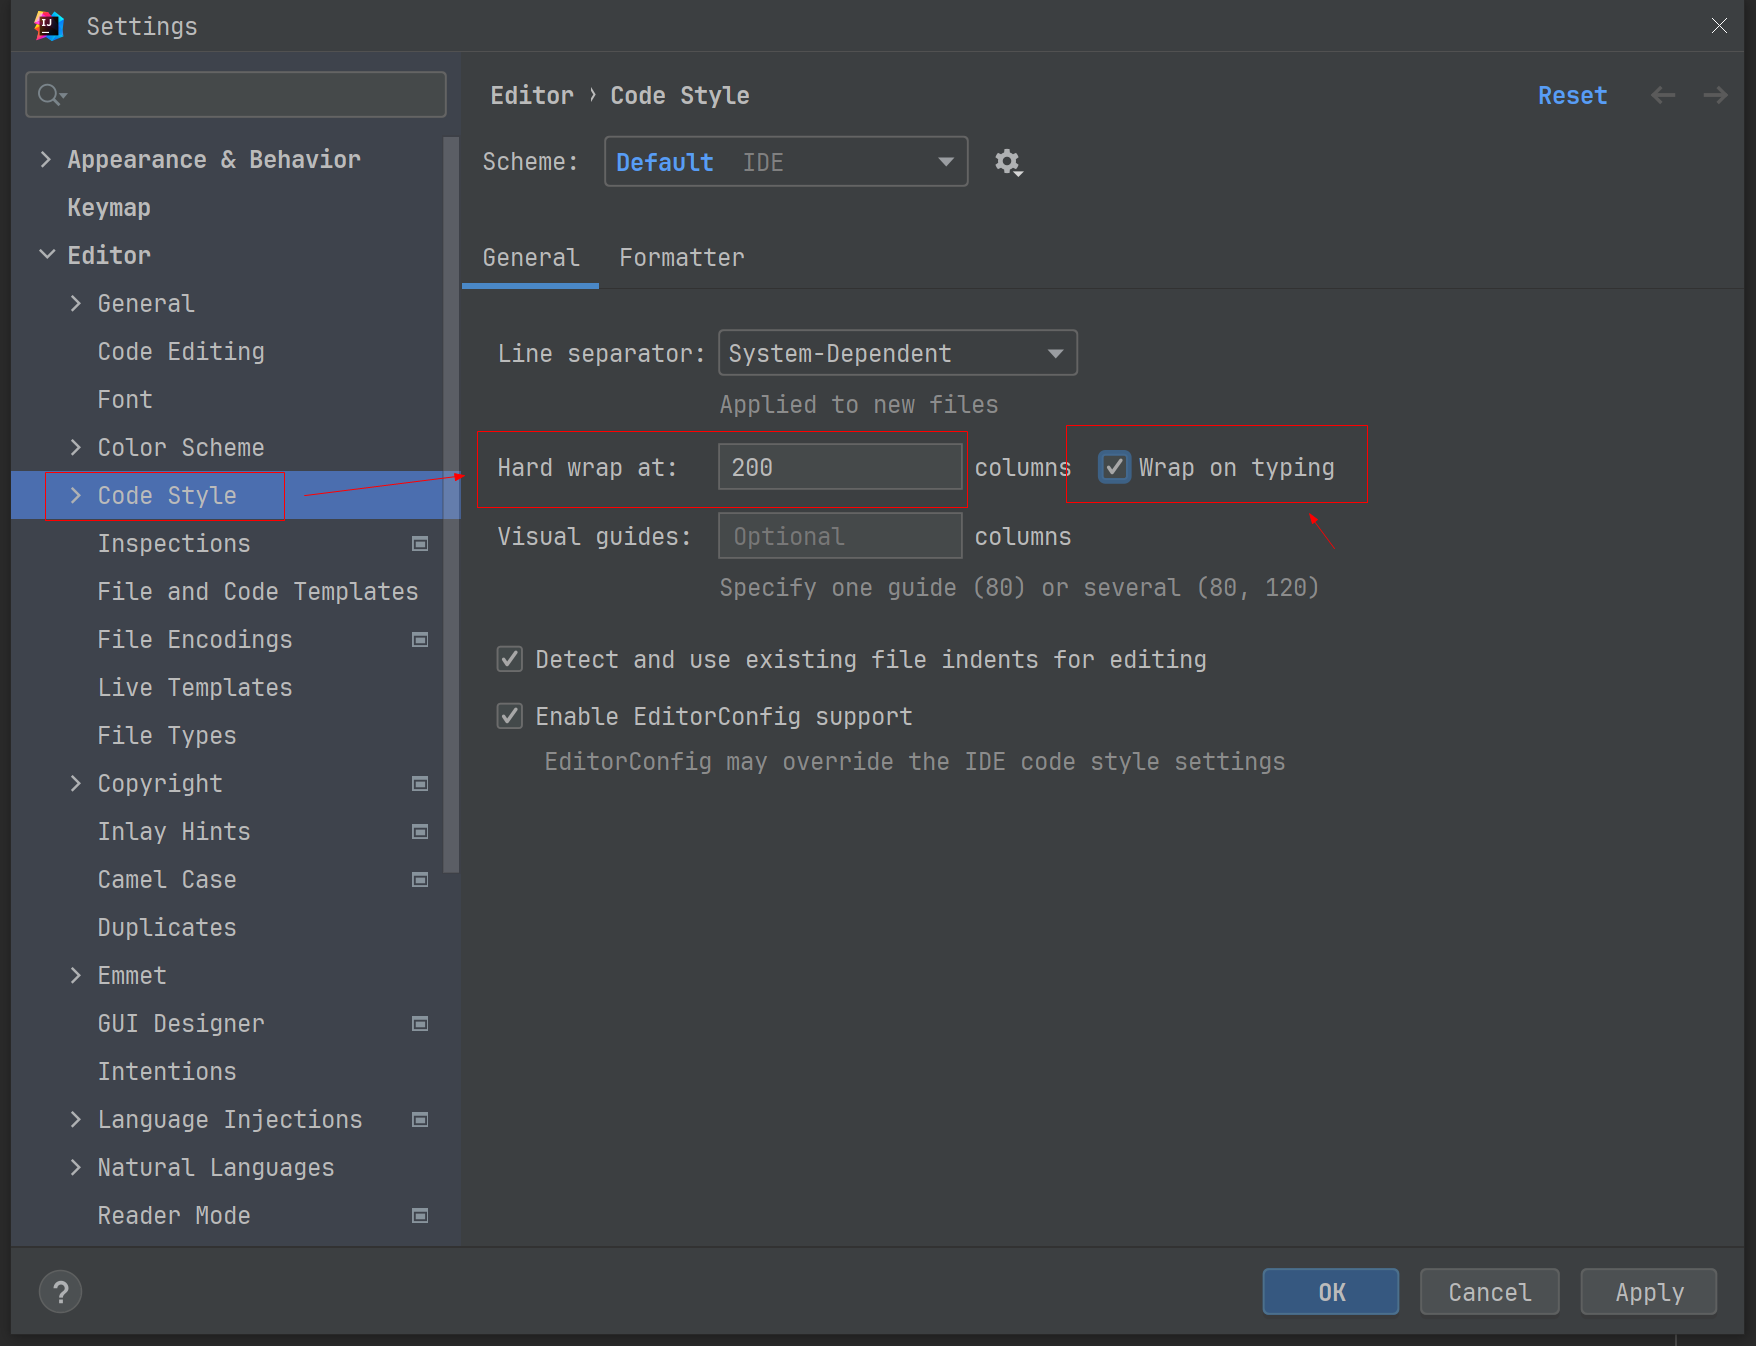 IJ
Settings
Appearance & Behavior
Keymap
Editor
General
Code Editing
Font
Color Scheme
Code Style
Inspections
File and Code Templates
File Encodings
Live Templates
File Types
Copyright
Inlay Hints
Camel Case
Duplicates
Emmet
GUI Designer
Intentions
Language Injections
Natural Languages
Reader Mode
Editor › Code Style
Reset
Scheme: Default IDE
General Formatter
Line separator: System-Dependent
Applied to new files
Hard wrap at: 200 columns Wrap on typing
Visual guides: Optional columns
Specify one guide (80) or several (80, 120)
Detect and use existing file indents for editing
Enable EditorConfig support
EditorConfig may override the IDE code style settings
? OK Cancel Apply